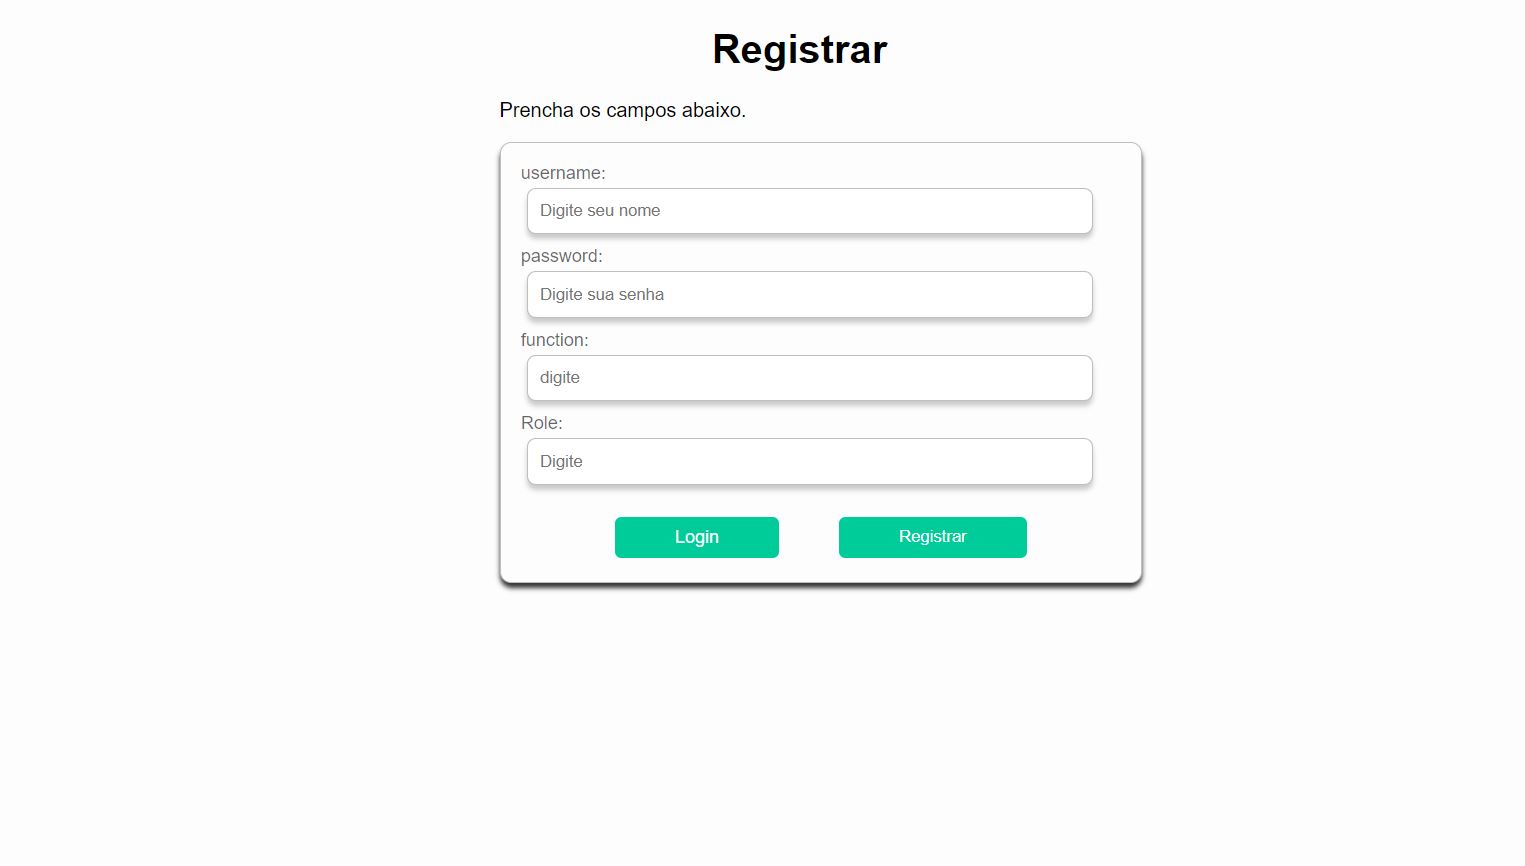 Registrar
Prencha os campos abaixo.
username:
Digite seu nome
password:
Digite sua senha
function:
digite
Role:
Digite
Login Registrar